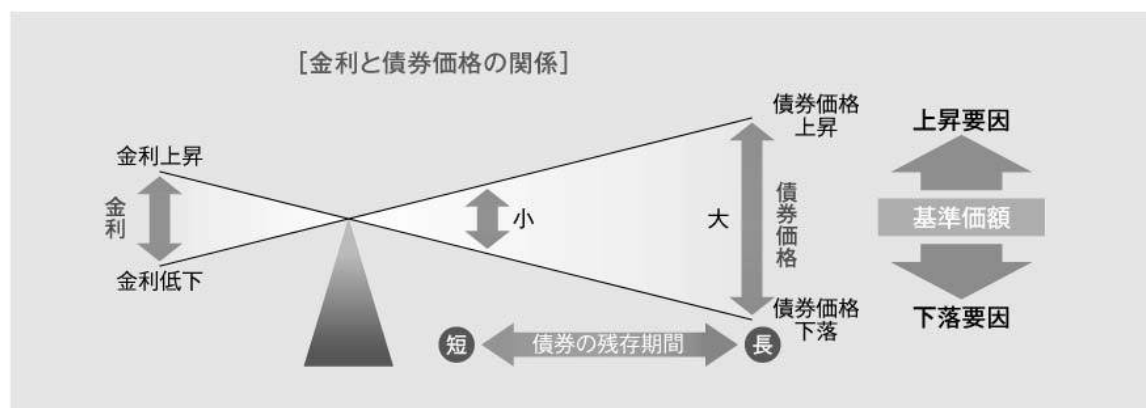 [金利と債券価格の関係]
金利上昇
金利
金利低下
小
大
債券価格
上昇
債券価格
債券価格
下落
短
債券の残存期間
長
上昇要因
基準価額
下落要因